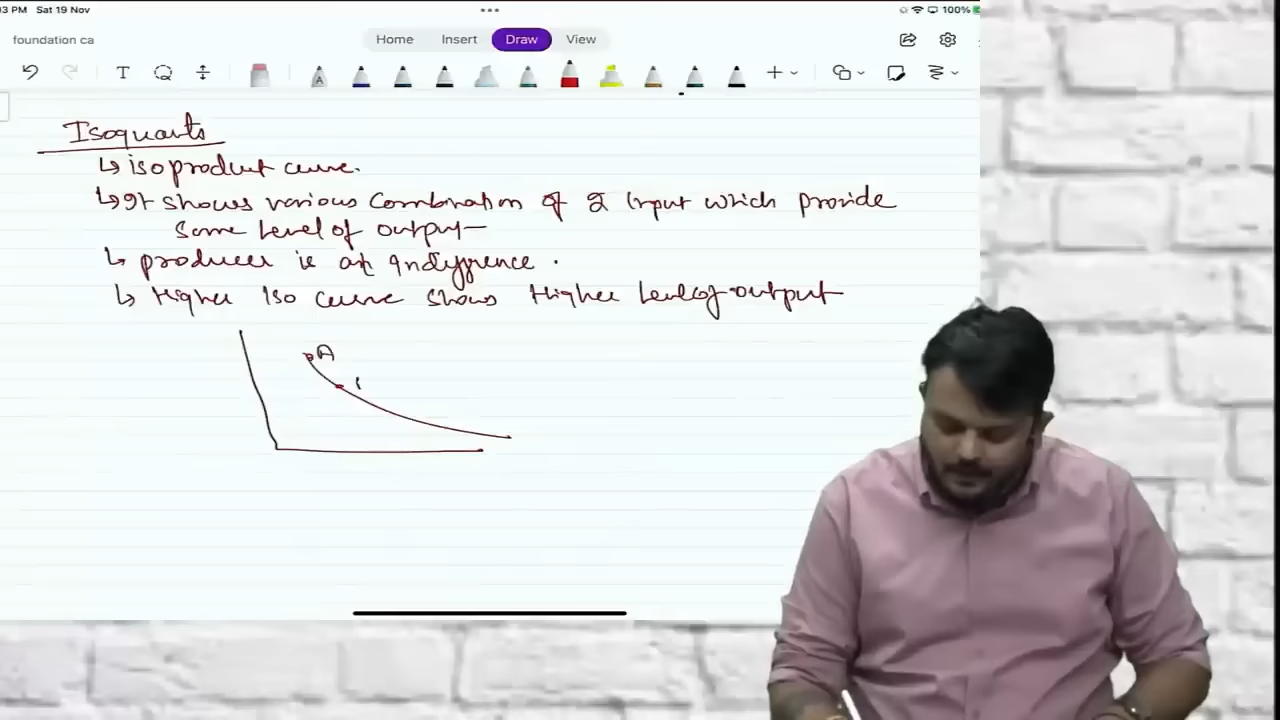 3 PM Sat 19 Nov
100%
foundation ca
Home Insert Draw View
Isoquants
↳ isoproduct curve.
↳ It shows various Combination of 2 input which provide
Same Level of output
↳ producer is at Indifference .
↳ Higher Iso curve shows Higher Level of output
A